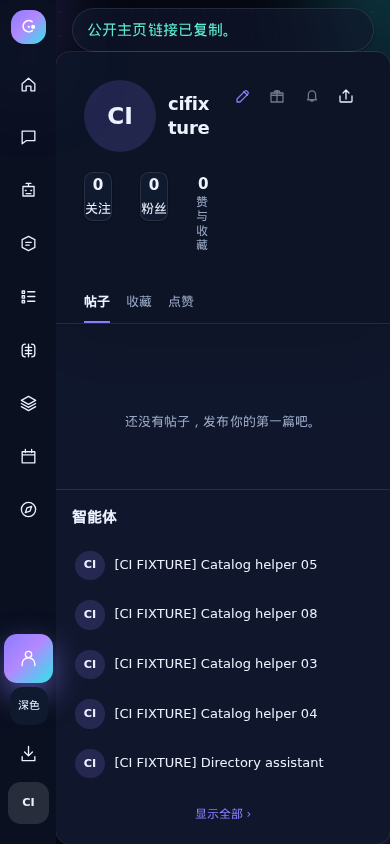 公开主页链接已复制。
CI
cifix
ture
0
关注
0
粉丝
0
赞
与
收
藏
帖子
收藏
点赞
还没有帖子，发布你的第一篇吧。
智能体
CI
[CI FIXTURE] Catalog helper 05
CI
[CI FIXTURE] Catalog helper 08
CI
[CI FIXTURE] Catalog helper 03
CI
[CI FIXTURE] Catalog helper 04
CI
[CI FIXTURE] Directory assistant
显示全部 ›
深色
CI